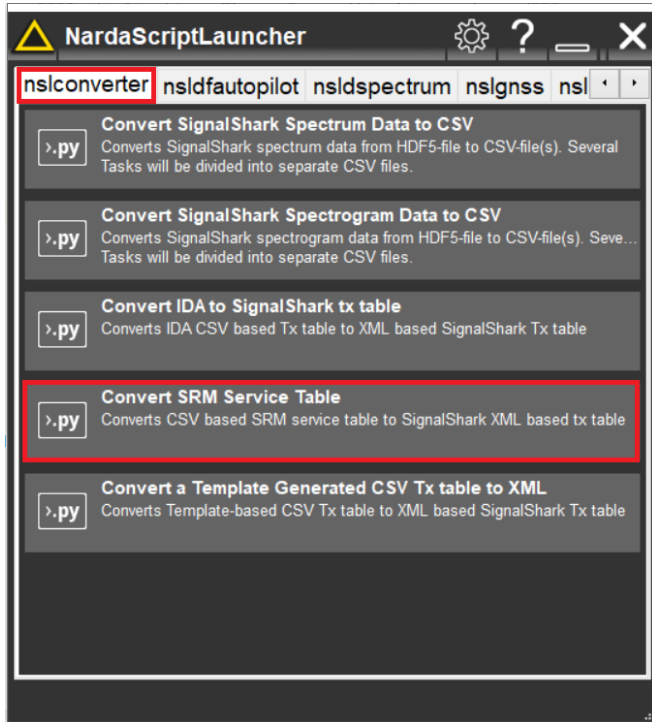 NardaScriptLauncher
nslconverter nsldfautopilot nsldspectrum nslgnss nsl
Convert SignalShark Spectrum Data to CSV
>.py Converts SignalShark spectrum data from HDF5-file to CSV-file(s). Several
Tasks will be divided into separate CSV files.
Convert SignalShark Spectrogram Data to CSV
>.py Converts SignalShark spectrogram data from HDF5-file to CSV-file(s). Seve...
Tasks will be divided into separate CSV files.
Convert IDA to SignalShark tx table
>.py Converts IDA CSV based Tx table to XML based SignalShark Tx table
Convert SRM Service Table
>.py Converts CSV based SRM service table to SignalShark XML based tx table
Convert a Template Generated CSV Tx table to XML
>.py Converts Template-based CSV Tx table to XML based SignalShark Tx table